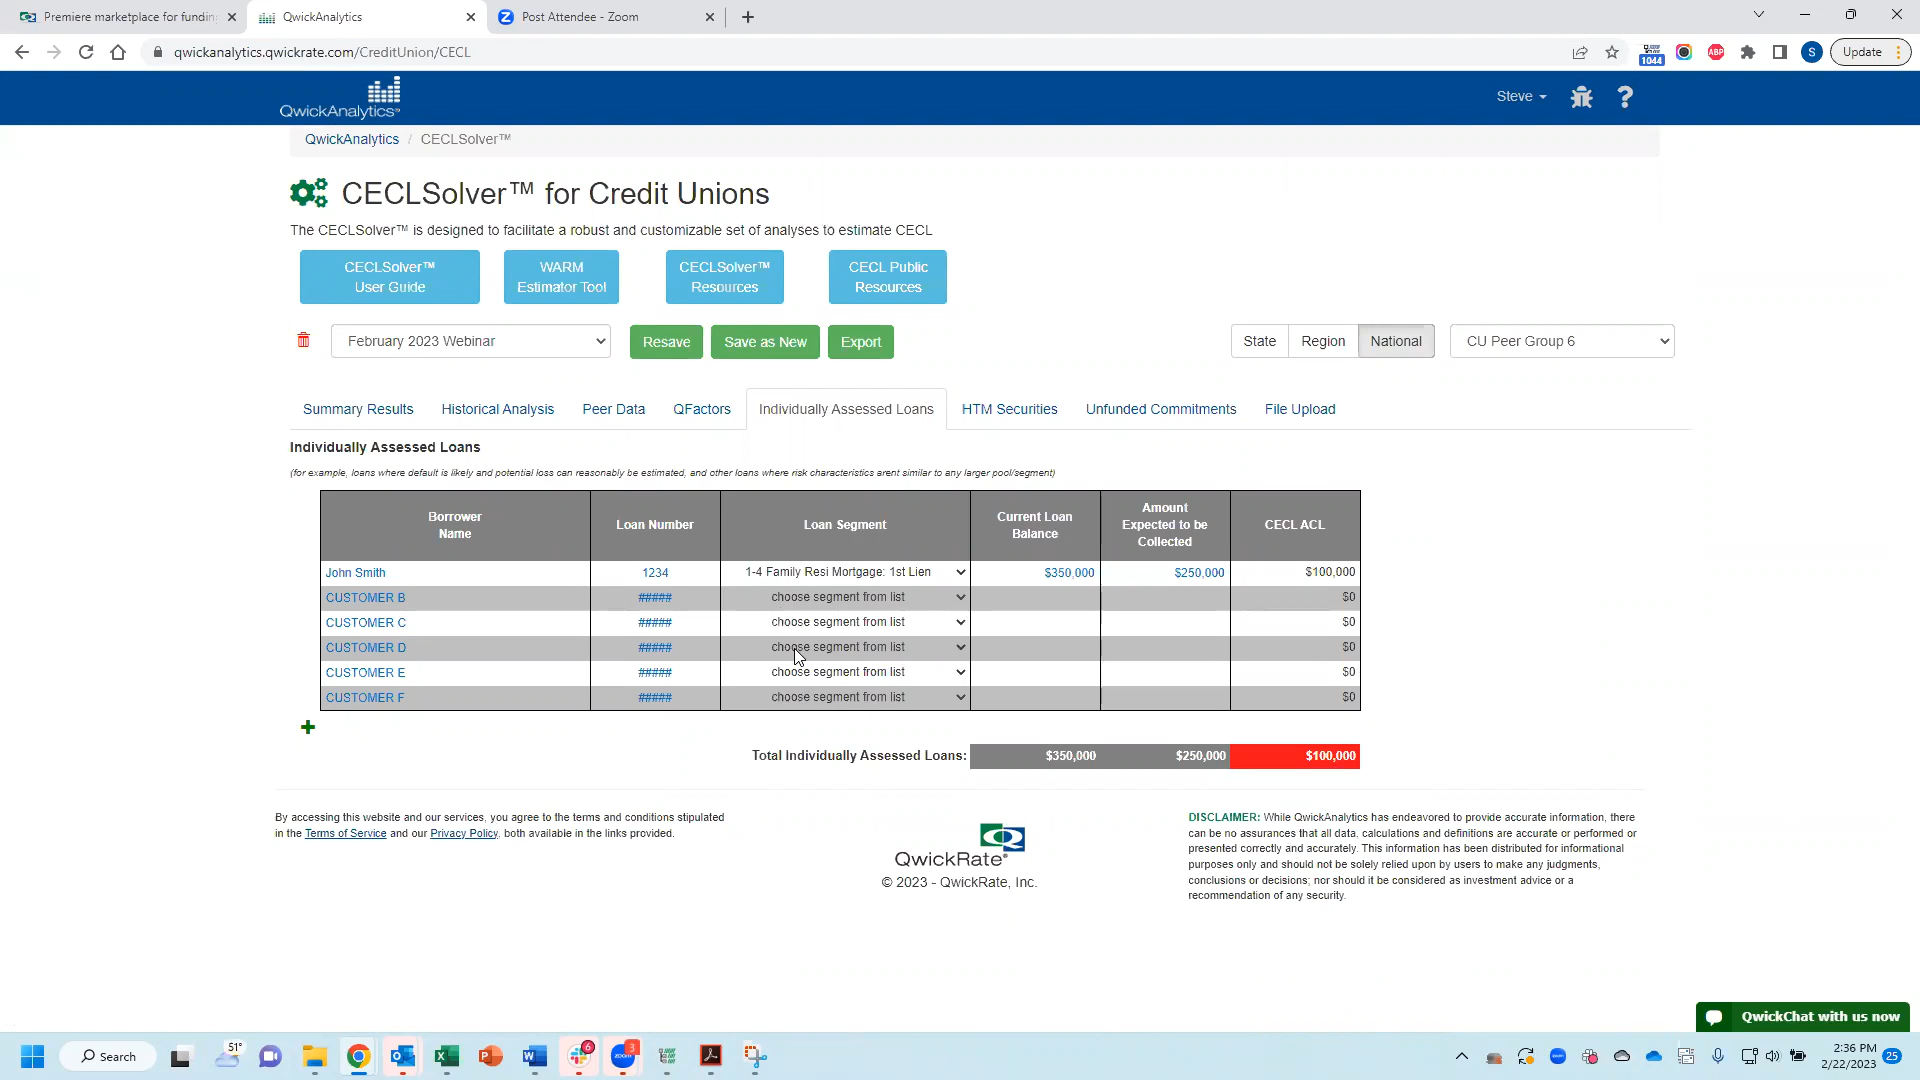 Premiere marketplace for fundin
QwickAnalytics
Post Attendee - Zoom
qwickanalytics.qwickrate.com/CreditUnion/CECL
1044
ABP
S
Update
QwickAnalytics
Steve
?
QwickAnalytics / CECLSolver™
CECLSolver™ for Credit Unions
The CECLSolver™ is designed to facilitate a robust and customizable set of analyses to estimate CECL
CECLSolver™
User Guide
WARM
Estimator Tool
CECLSolver™
Resources
CECL Public
Resources
February 2023 Webinar
Resave
Save as New
Export
State
Region
National
CU Peer Group 6
Summary Results
Historical Analysis
Peer Data
QFactors
Individually Assessed Loans
HTM Securities
Unfunded Commitments
File Upload
Individually Assessed Loans
(for example, loans where default is likely and potential loss can reasonably be estimated, and other loans where risk characteristics arent similar to any larger pool/segment)
Borrower
Name
Loan Number
Loan Segment
Current Loan
Balance
Amount
Expected to be
Collected
CECL ACL
John Smith 1234 1-4 Family Resi Mortgage: 1st Lien $350,000 $250,000 $100,000
CUSTOMER B ##### choose segment from list $0
CUSTOMER C ##### choose segment from list $0
CUSTOMER D ##### choose segment from list $0
CUSTOMER E ##### choose segment from list $0
CUSTOMER F ##### choose segment from list $0
Total Individually Assessed Loans: $350,000 $250,000 $100,000
By accessing this website and our services, you agree to the terms and conditions stipulated
in the Terms of Service and our Privacy Policy, both available in the links provided.
QwickRate®
© 2023 - QwickRate, Inc.
DISCLAIMER: While QwickAnalytics has endeavored to provide accurate information, there
can be no assurances that all data, calculations and definitions are accurate or performed or
presented correctly and accurately. This information has been distributed for informational
purposes only and should not be solely relied upon by users to make any judgments,
conclusions or decisions; nor should it be considered as investment advice or a
recommendation of any security.
QwickChat with us now
Search
51°
6
3
2:36 PM
2/22/2023
25